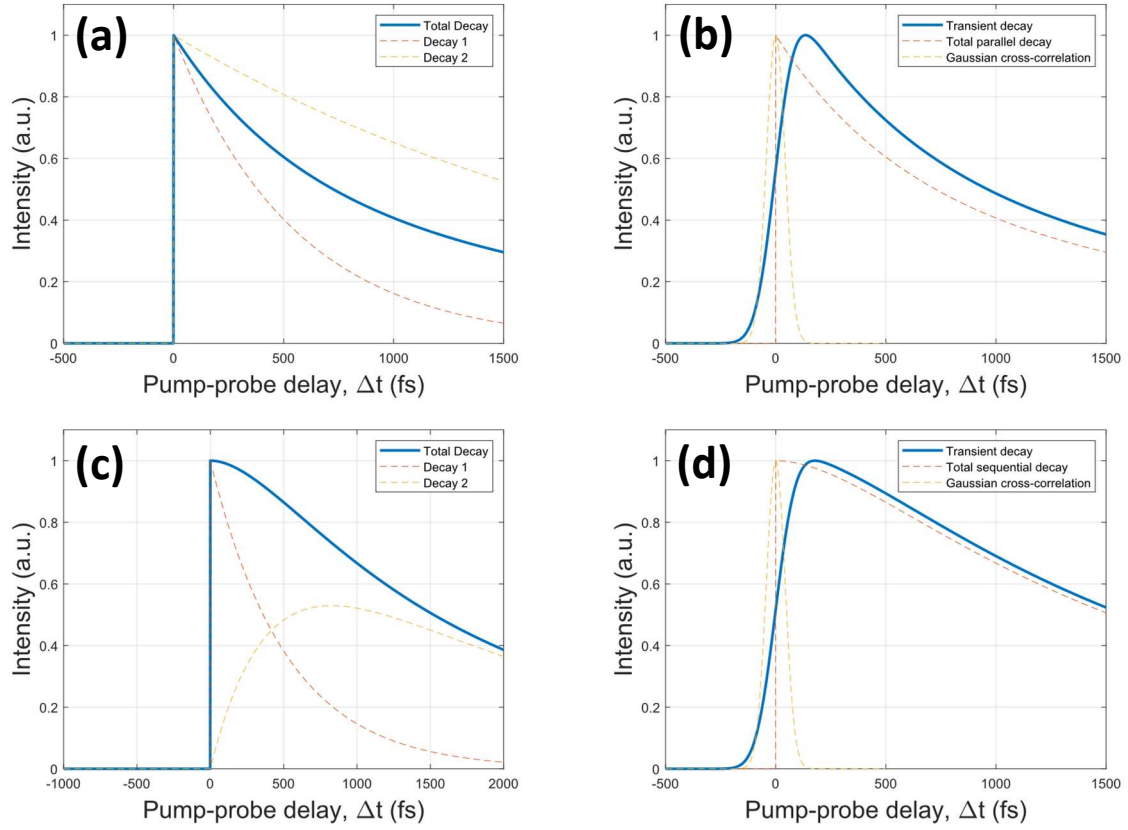 (a)
Total Decay
Decay 1
Decay 2
1
0.8
0.6
0.4
0.2
0
Intensity (a.u.)
-500 0 500 1000 1500
Pump-probe delay, Δt (fs)
(b)
Transient decay
Total parallel decay
Gaussian cross-correlation
1
0.8
0.6
0.4
0.2
0
Intensity (a.u.)
-500 0 500 1000 1500
Pump-probe delay, Δt (fs)
(c)
Total Decay
Decay 1
Decay 2
1
0.8
0.6
0.4
0.2
0
Intensity (a.u.)
-1000 -500 0 500 1000 1500 2000
Pump-probe delay, Δt (fs)
(d)
Transient decay
Total sequential decay
Gaussian cross-correlation
1
0.8
0.6
0.4
0.2
0
Intensity (a.u.)
-500 0 500 1000 1500
Pump-probe delay, Δt (fs)